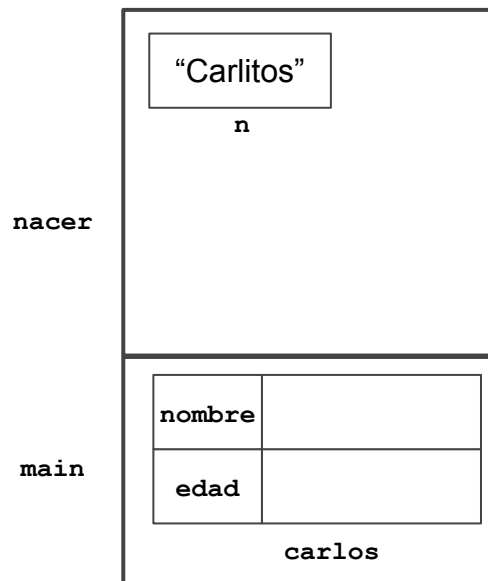 “Carlitos”
n
nacer
nombre
main
edad
carlos